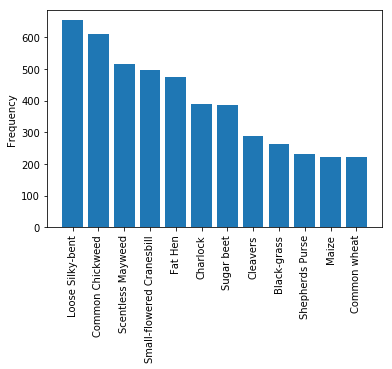 Frequency
600
500
400
300
200
100
0
Loose Silky-bent
Common Chickweed
Scentless Mayweed
Small-flowered Cranesbill
Fat Hen
Charlock
Sugar beet
Cleavers
Black-grass
Shepherds Purse
Maize
Common wheat